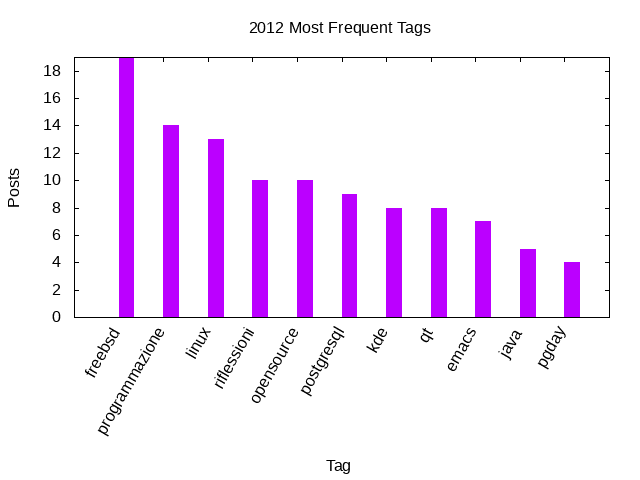 2012 Most Frequent Tags
18
16
14
12
10
8
6
4
2
0
Posts
freebsd
programmazione
linux
riflessioni
opensource
postgresql
kde
qt
emacs
java
pgday
Tag